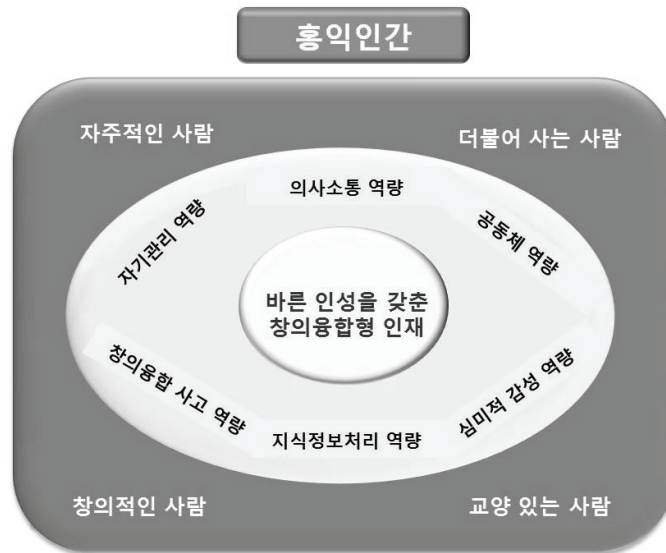 홍익인간
자주적인 사람
더불어 사는 사람
의사소통 역량
자기관리 역량
공동체 역량
바른 인성을 갖춘
창의융합형 인재
창의융합 사고 역량
지식정보처리 역량
심미적 감성 역량
창의적인 사람
교양 있는 사람